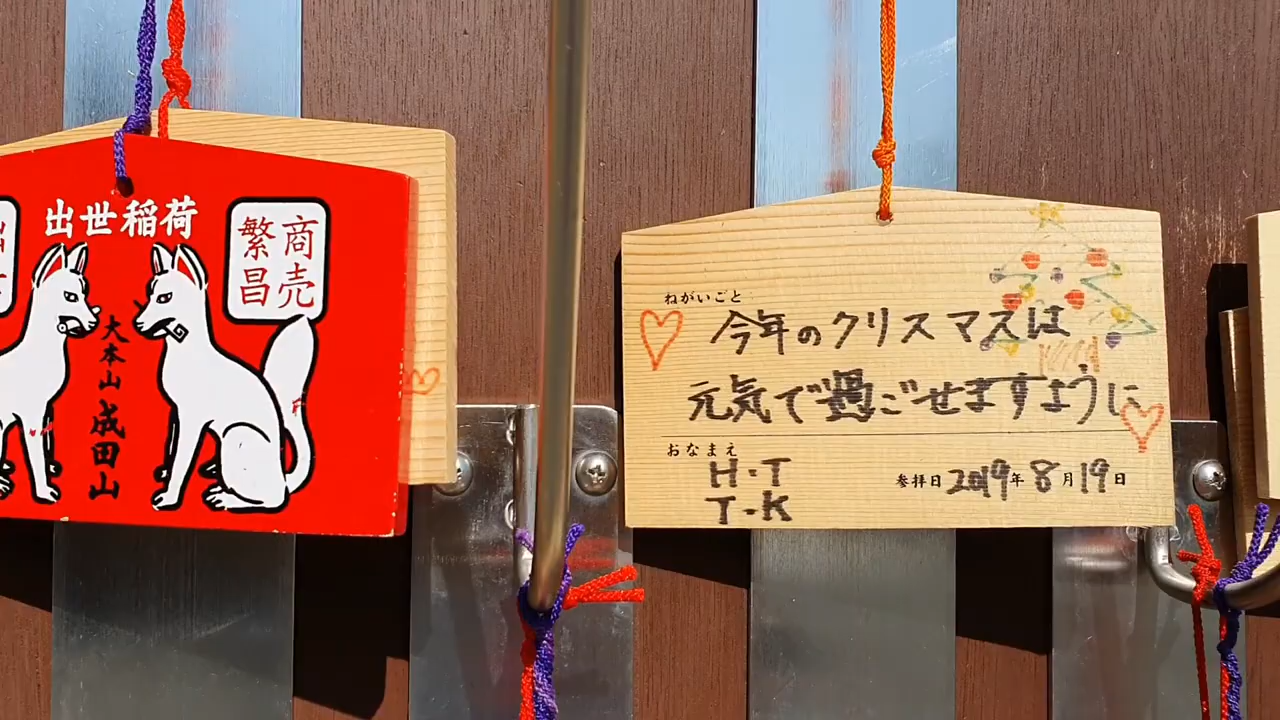 出世稲荷
商売
繁昌
大本山成田山
ねがいごと
今年のクリスマスは
元気で過ごせますように
おなまえ
H・T
T・K
参拝日 2019年8月19日